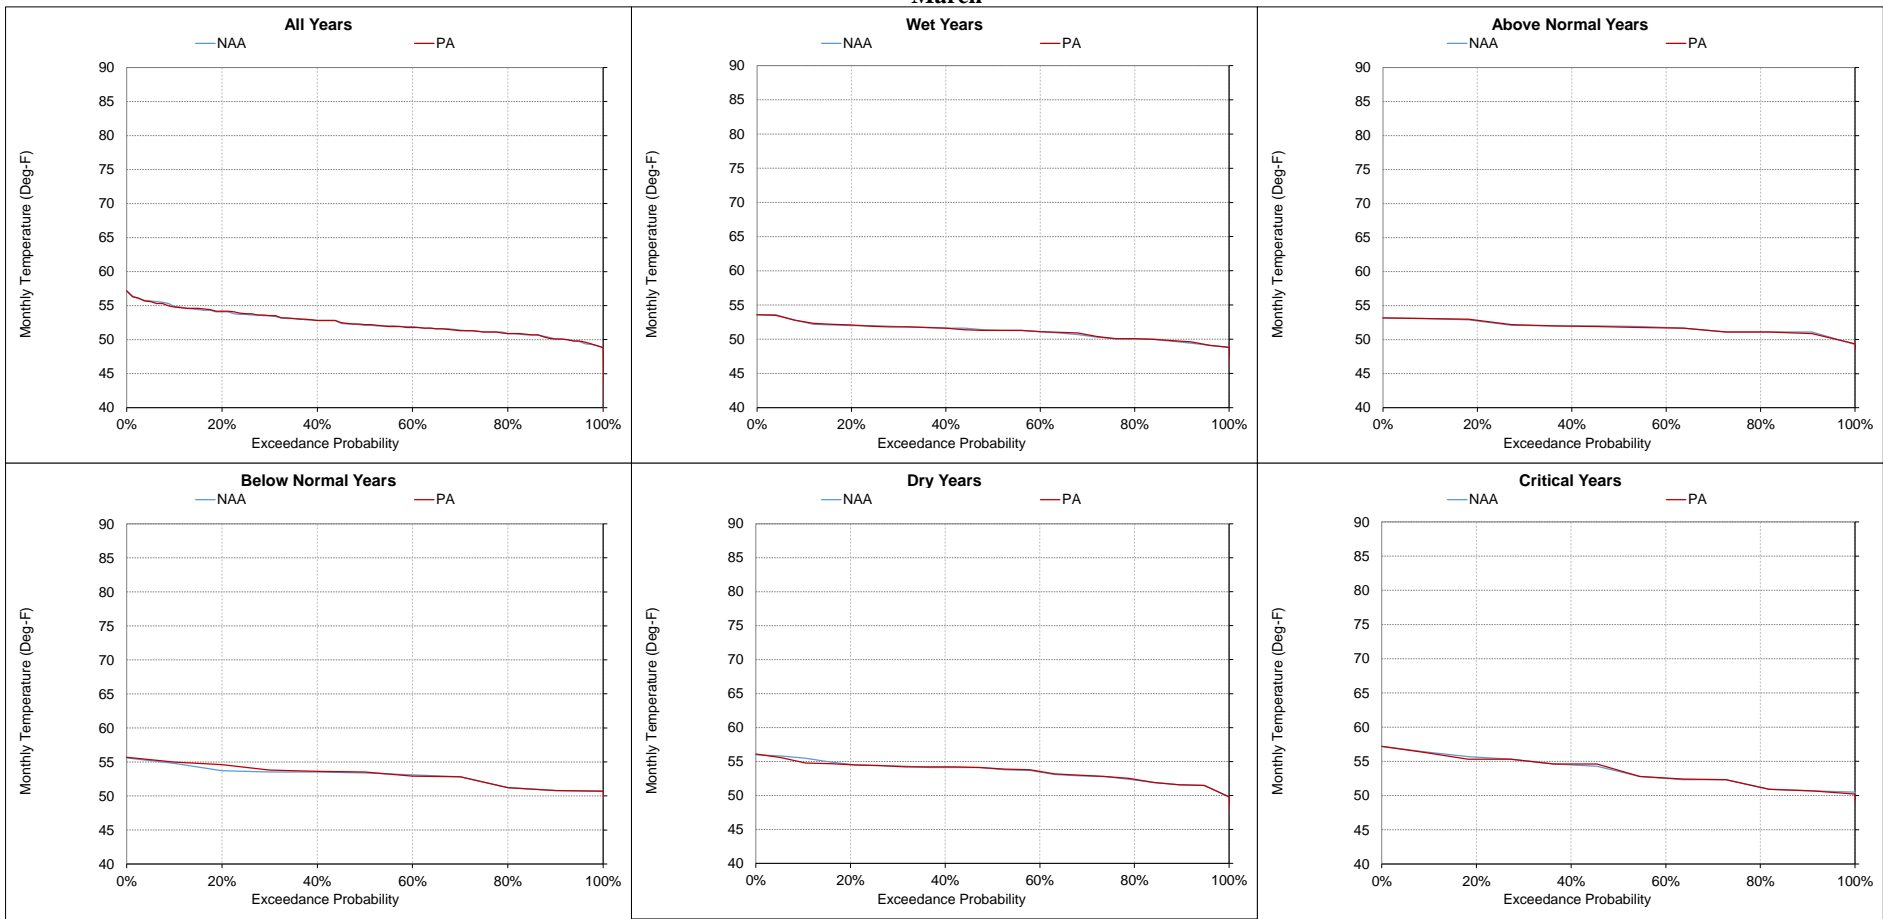 March
All Years
NAA PA
Monthly Temperature (Deg-F)
90
85
80
75
70
65
60
55
50
45
40
0% 20% 40% 60% 80% 100%
Exceedance Probability
Wet Years
NAA PA
Monthly Temperature (Deg-F)
90
85
80
75
70
65
60
55
50
45
40
0% 20% 40% 60% 80% 100%
Exceedance Probability
Above Normal Years
NAA PA
Monthly Temperature (Deg-F)
90
85
80
75
70
65
60
55
50
45
40
0% 20% 40% 60% 80% 100%
Exceedance Probability
Below Normal Years
NAA PA
Monthly Temperature (Deg-F)
90
85
80
75
70
65
60
55
50
45
40
0% 20% 40% 60% 80% 100%
Exceedance Probability
Dry Years
NAA PA
Monthly Temperature (Deg-F)
90
85
80
75
70
65
60
55
50
45
40
0% 20% 40% 60% 80% 100%
Exceedance Probability
Critical Years
NAA PA
Monthly Temperature (Deg-F)
90
85
80
75
70
65
60
55
50
45
40
0% 20% 40% 60% 80% 100%
Exceedance Probability